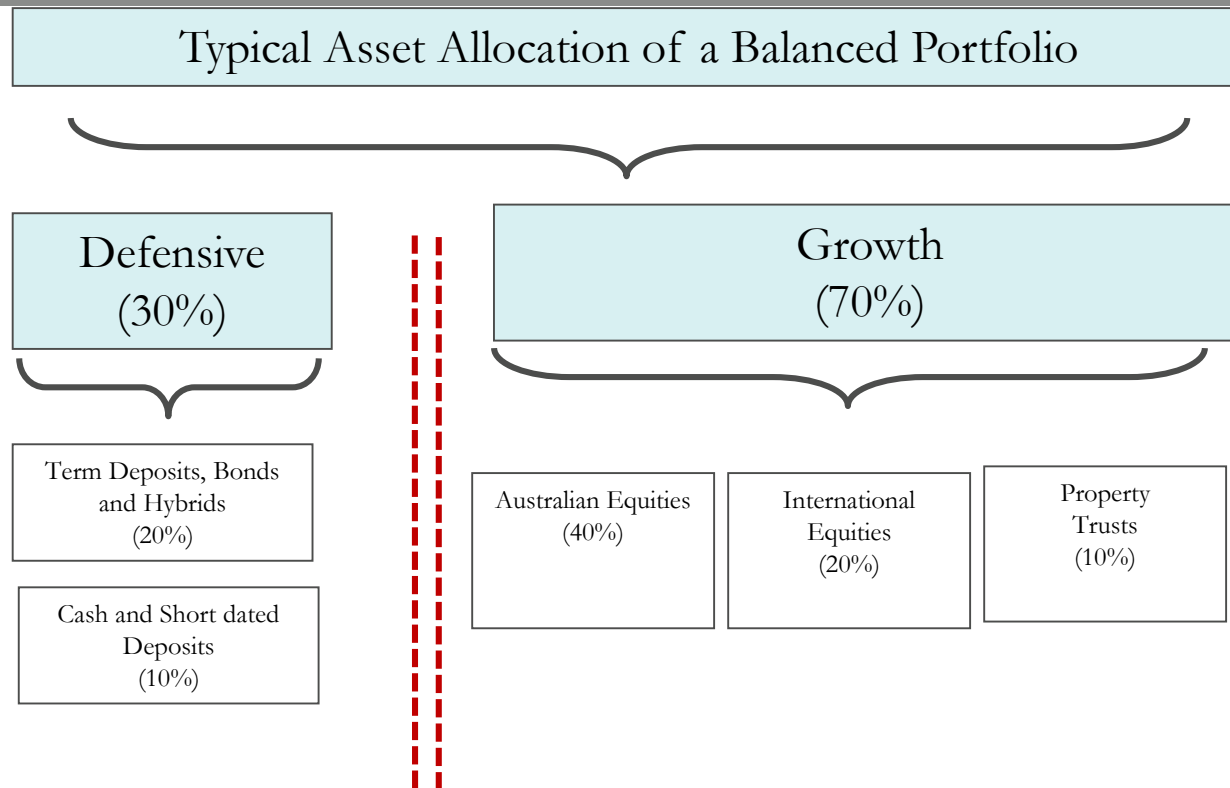 Typical Asset Allocation of a Balanced Portfolio
Defensive
(30%)
Growth
(70%)
Term Deposits, Bonds
and Hybrids
(20%)
Cash and Short dated
Deposits
(10%)
Australian Equities
(40%)
International
Equities
(20%)
Property
Trusts
(10%)